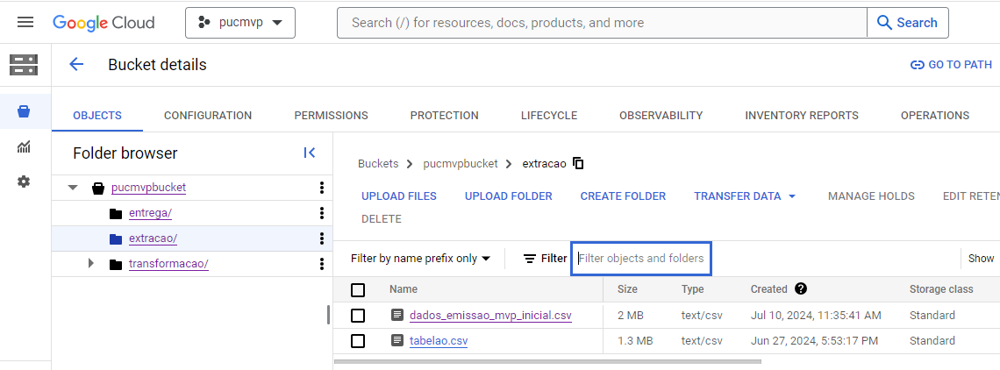 Google Cloud pucmvp Search (/) for resources, docs, products, and more Search
Bucket details GO TO PATH
OBJECTS CONFIGURATION PERMISSIONS PROTECTION LIFECYCLE OBSERVABILITY INVENTORY REPORTS OPERATIONS
Folder browser
pucmvpbucket
entrega/
extracao/
transformacao/
Buckets > pucmvpbucket > extracao
UPLOAD FILES UPLOAD FOLDER CREATE FOLDER TRANSFER DATA MANAGE HOLDS EDIT RETEN
DELETE
Filter by name prefix only Filter Filter objects and folders Show
Name Size Type Created ? Storage class
dados_emissao_mvp_inicial.csv 2 MB text/csv Jul 10, 2024, 11:35:41 AM Standard
tabelao.csv 1.3 MB text/csv Jun 27, 2024, 5:53:17 PM Standard